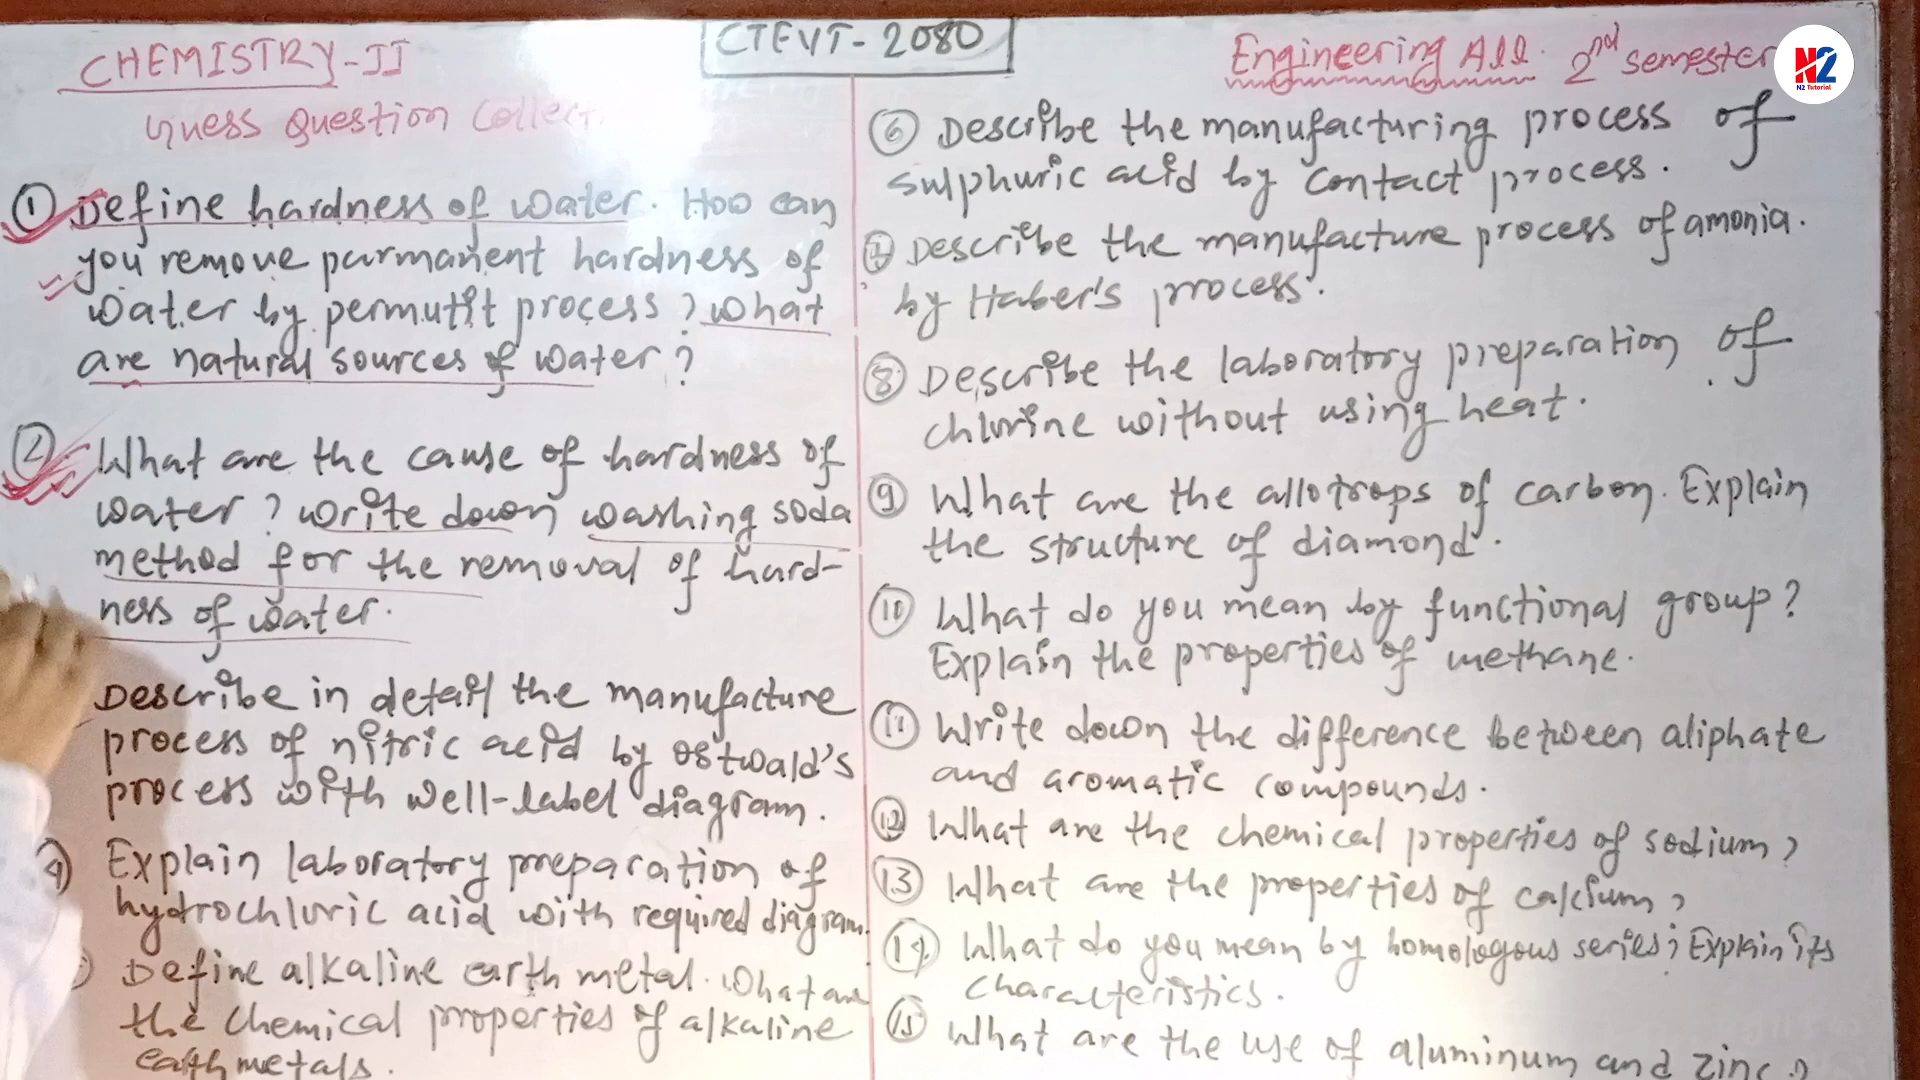 CHEMISTRY-II
Guess Question Collect
CTEVT-2080
Engineering All. 2nd semester
N2
N2 Tutorial
① Define hardness of water. How can
you remove purmanent hardness of
water by permutit process? what
are natural sources of water?
② What are the cause of hardness of
water? write down washing soda
method for the removal of hard-
ness of water.
Describe in detail the manufacture
process of nitric acid by ostwald's
process with well-label diagram.
④ Explain laboratory preparation of
hydrochloric acid with required diagram.
Define alkaline earth metal. What are
the chemical properties of alkaline
earth metals.
⑥ Describe the manufacturing process of
sulphuric acid by contact process.
⑦ Describe the manufacture process of amonia.
by Haber's process.
⑧ Describe the laboratory preparation of
chlorine without using heat.
⑨ What are the allotrops of carbon. Explain
the structure of diamond.
⑩ What do you mean by functional group?
Explain the properties of methane.
⑪ Write down the difference between aliphate
and aromatic compounds.
⑫ What are the chemical properties of sodium?
⑬ What are the properties of calcium?
⑭ What do you mean by homologous series; Explain its
characteristics.
⑮ What are the use of aluminum and zinc?